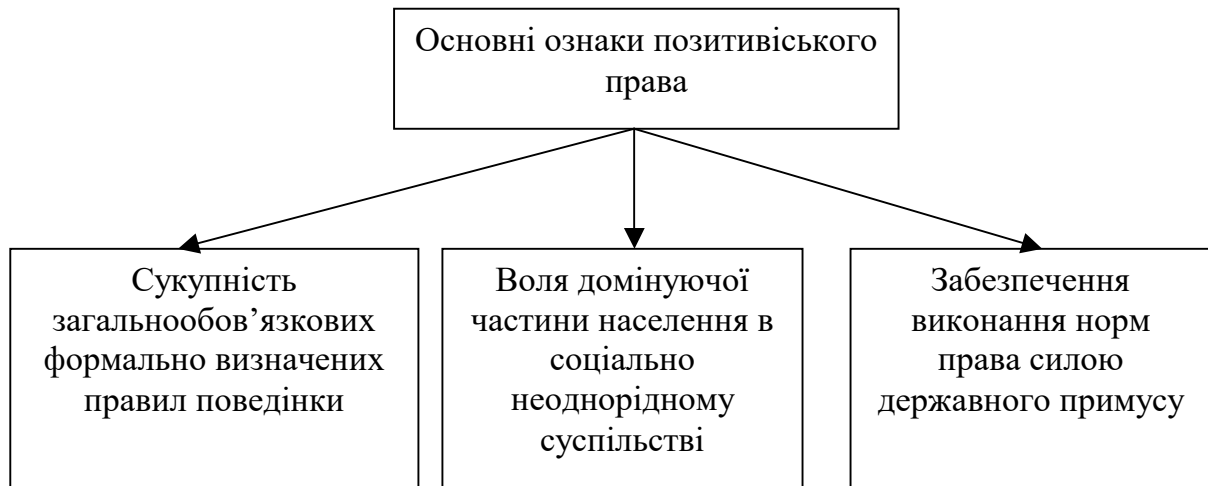 Основні ознаки позитивіського
права
Сукупність
загальнообов’язкових
формально визначених
правил поведінки
Воля домінуючої
частини населення в
соціально
неоднорідному
суспільстві
Забезпечення
виконання норм
права силою
державного примусу